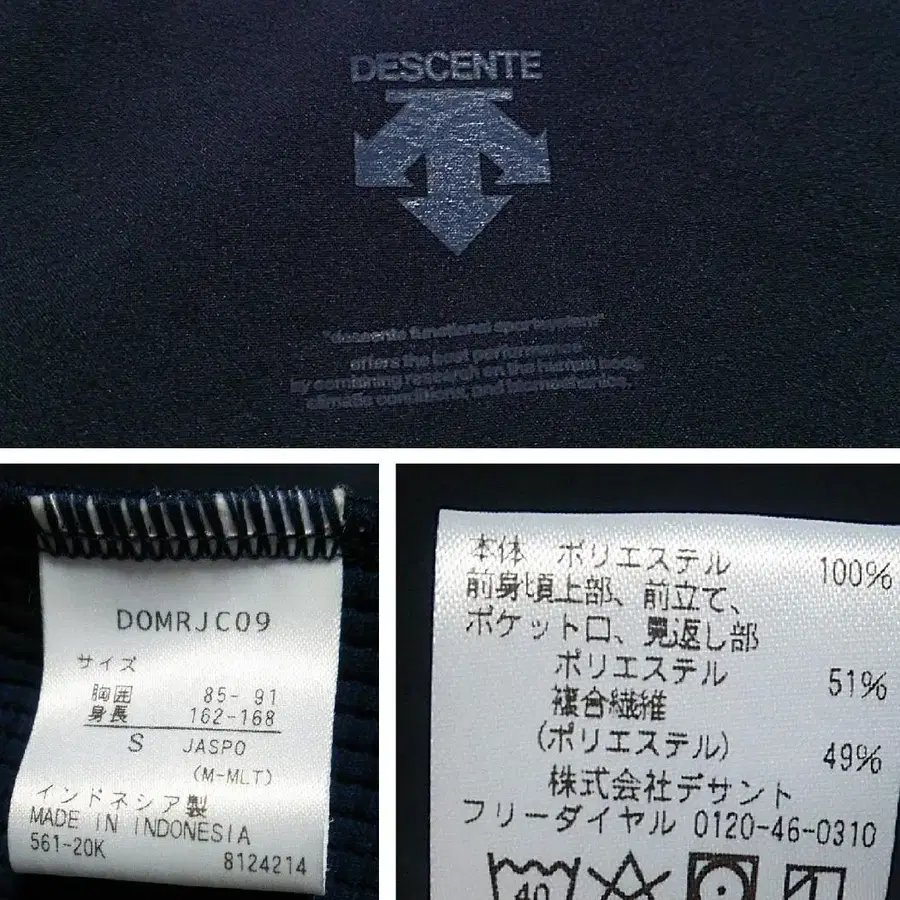 DESCENTE
"descente functional sportswear"
offers the best performance
by combining research on the human body,
climatic conditions, and biomechanics.
DOMRJC09
サイズ
胸囲 85-91
身長 162-168
S JASPO
(M-MLT)
インドネシア製
MADE IN INDONESIA
561-20K 8124214
本体 ポリエステル 100%
前身頃上部、前立て、
ポケット口、見返し部
ポリエステル 51%
複合繊維
(ポリエステル) 49%
株式会社デサント
フリーダイヤル 0120-46-0310
40